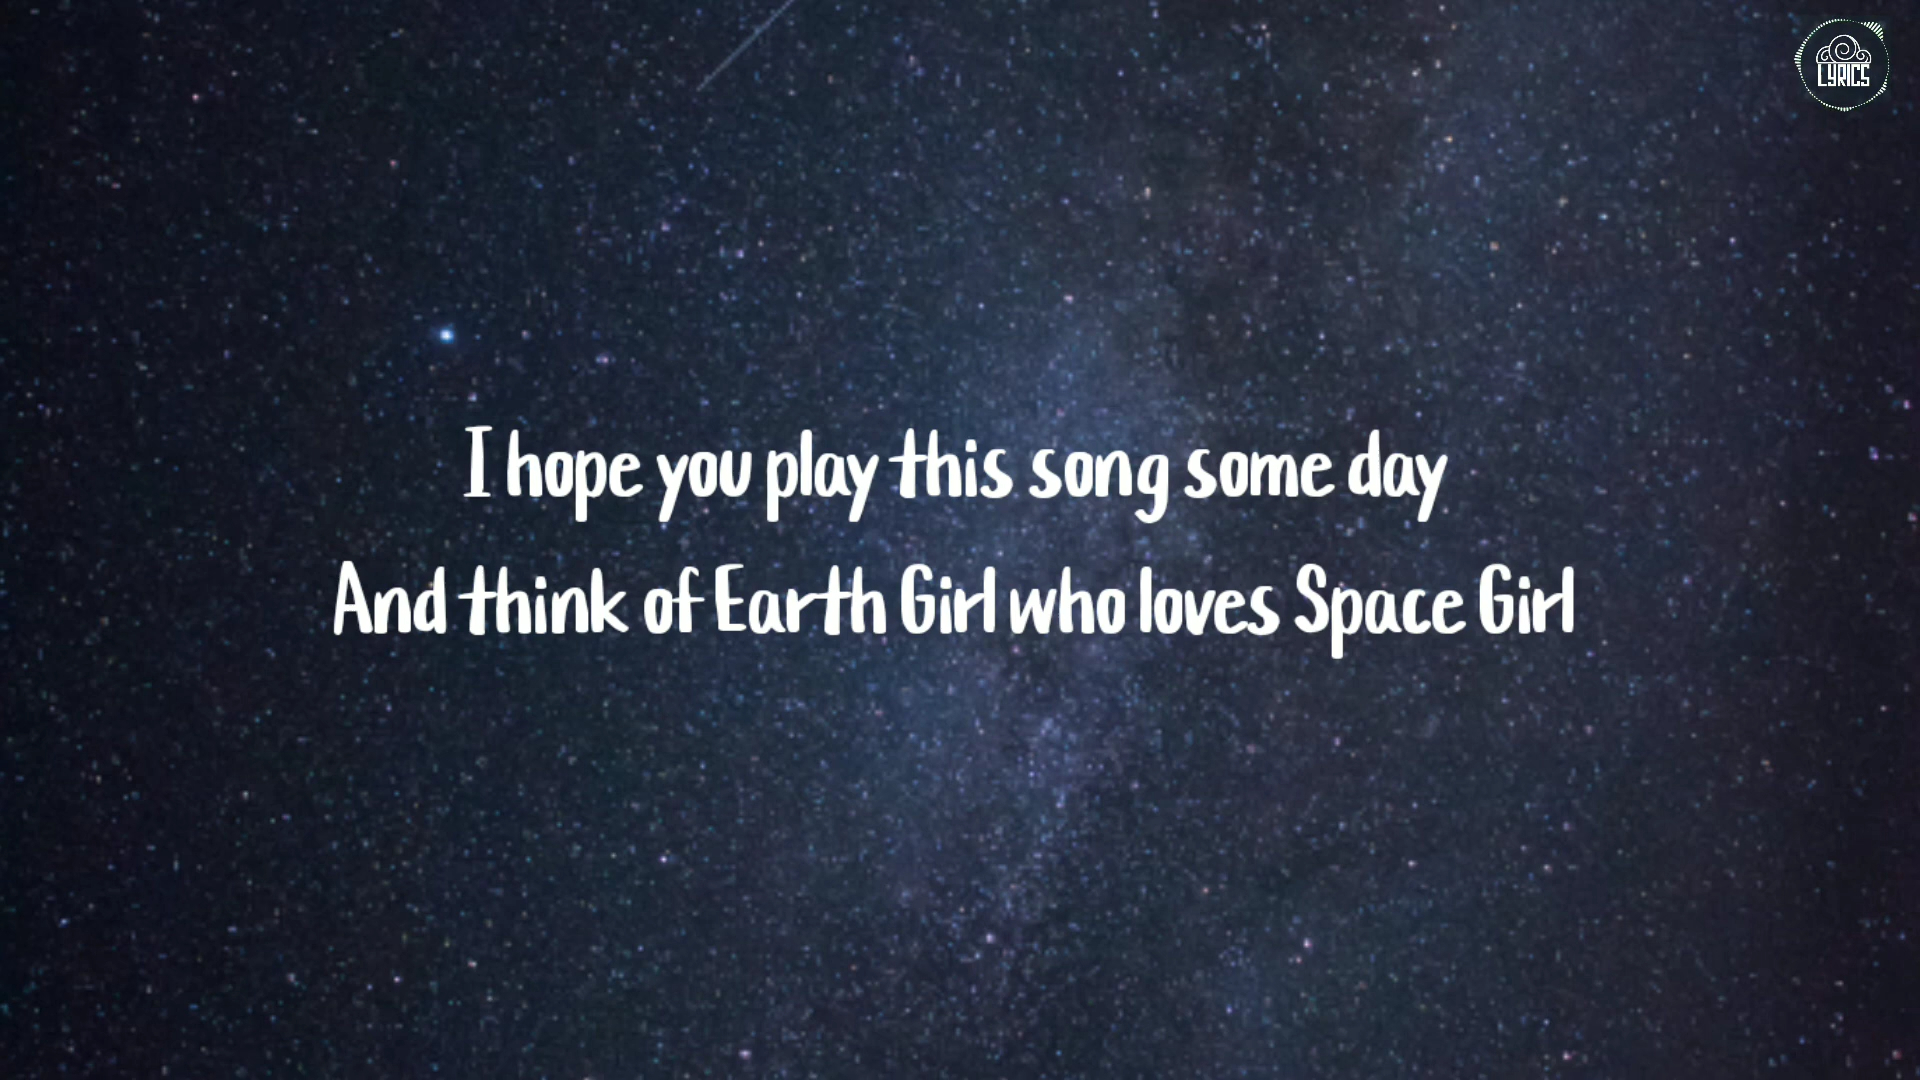 LYRICS
I hope you play this song some day
And think of Earth Girl who loves Space Girl